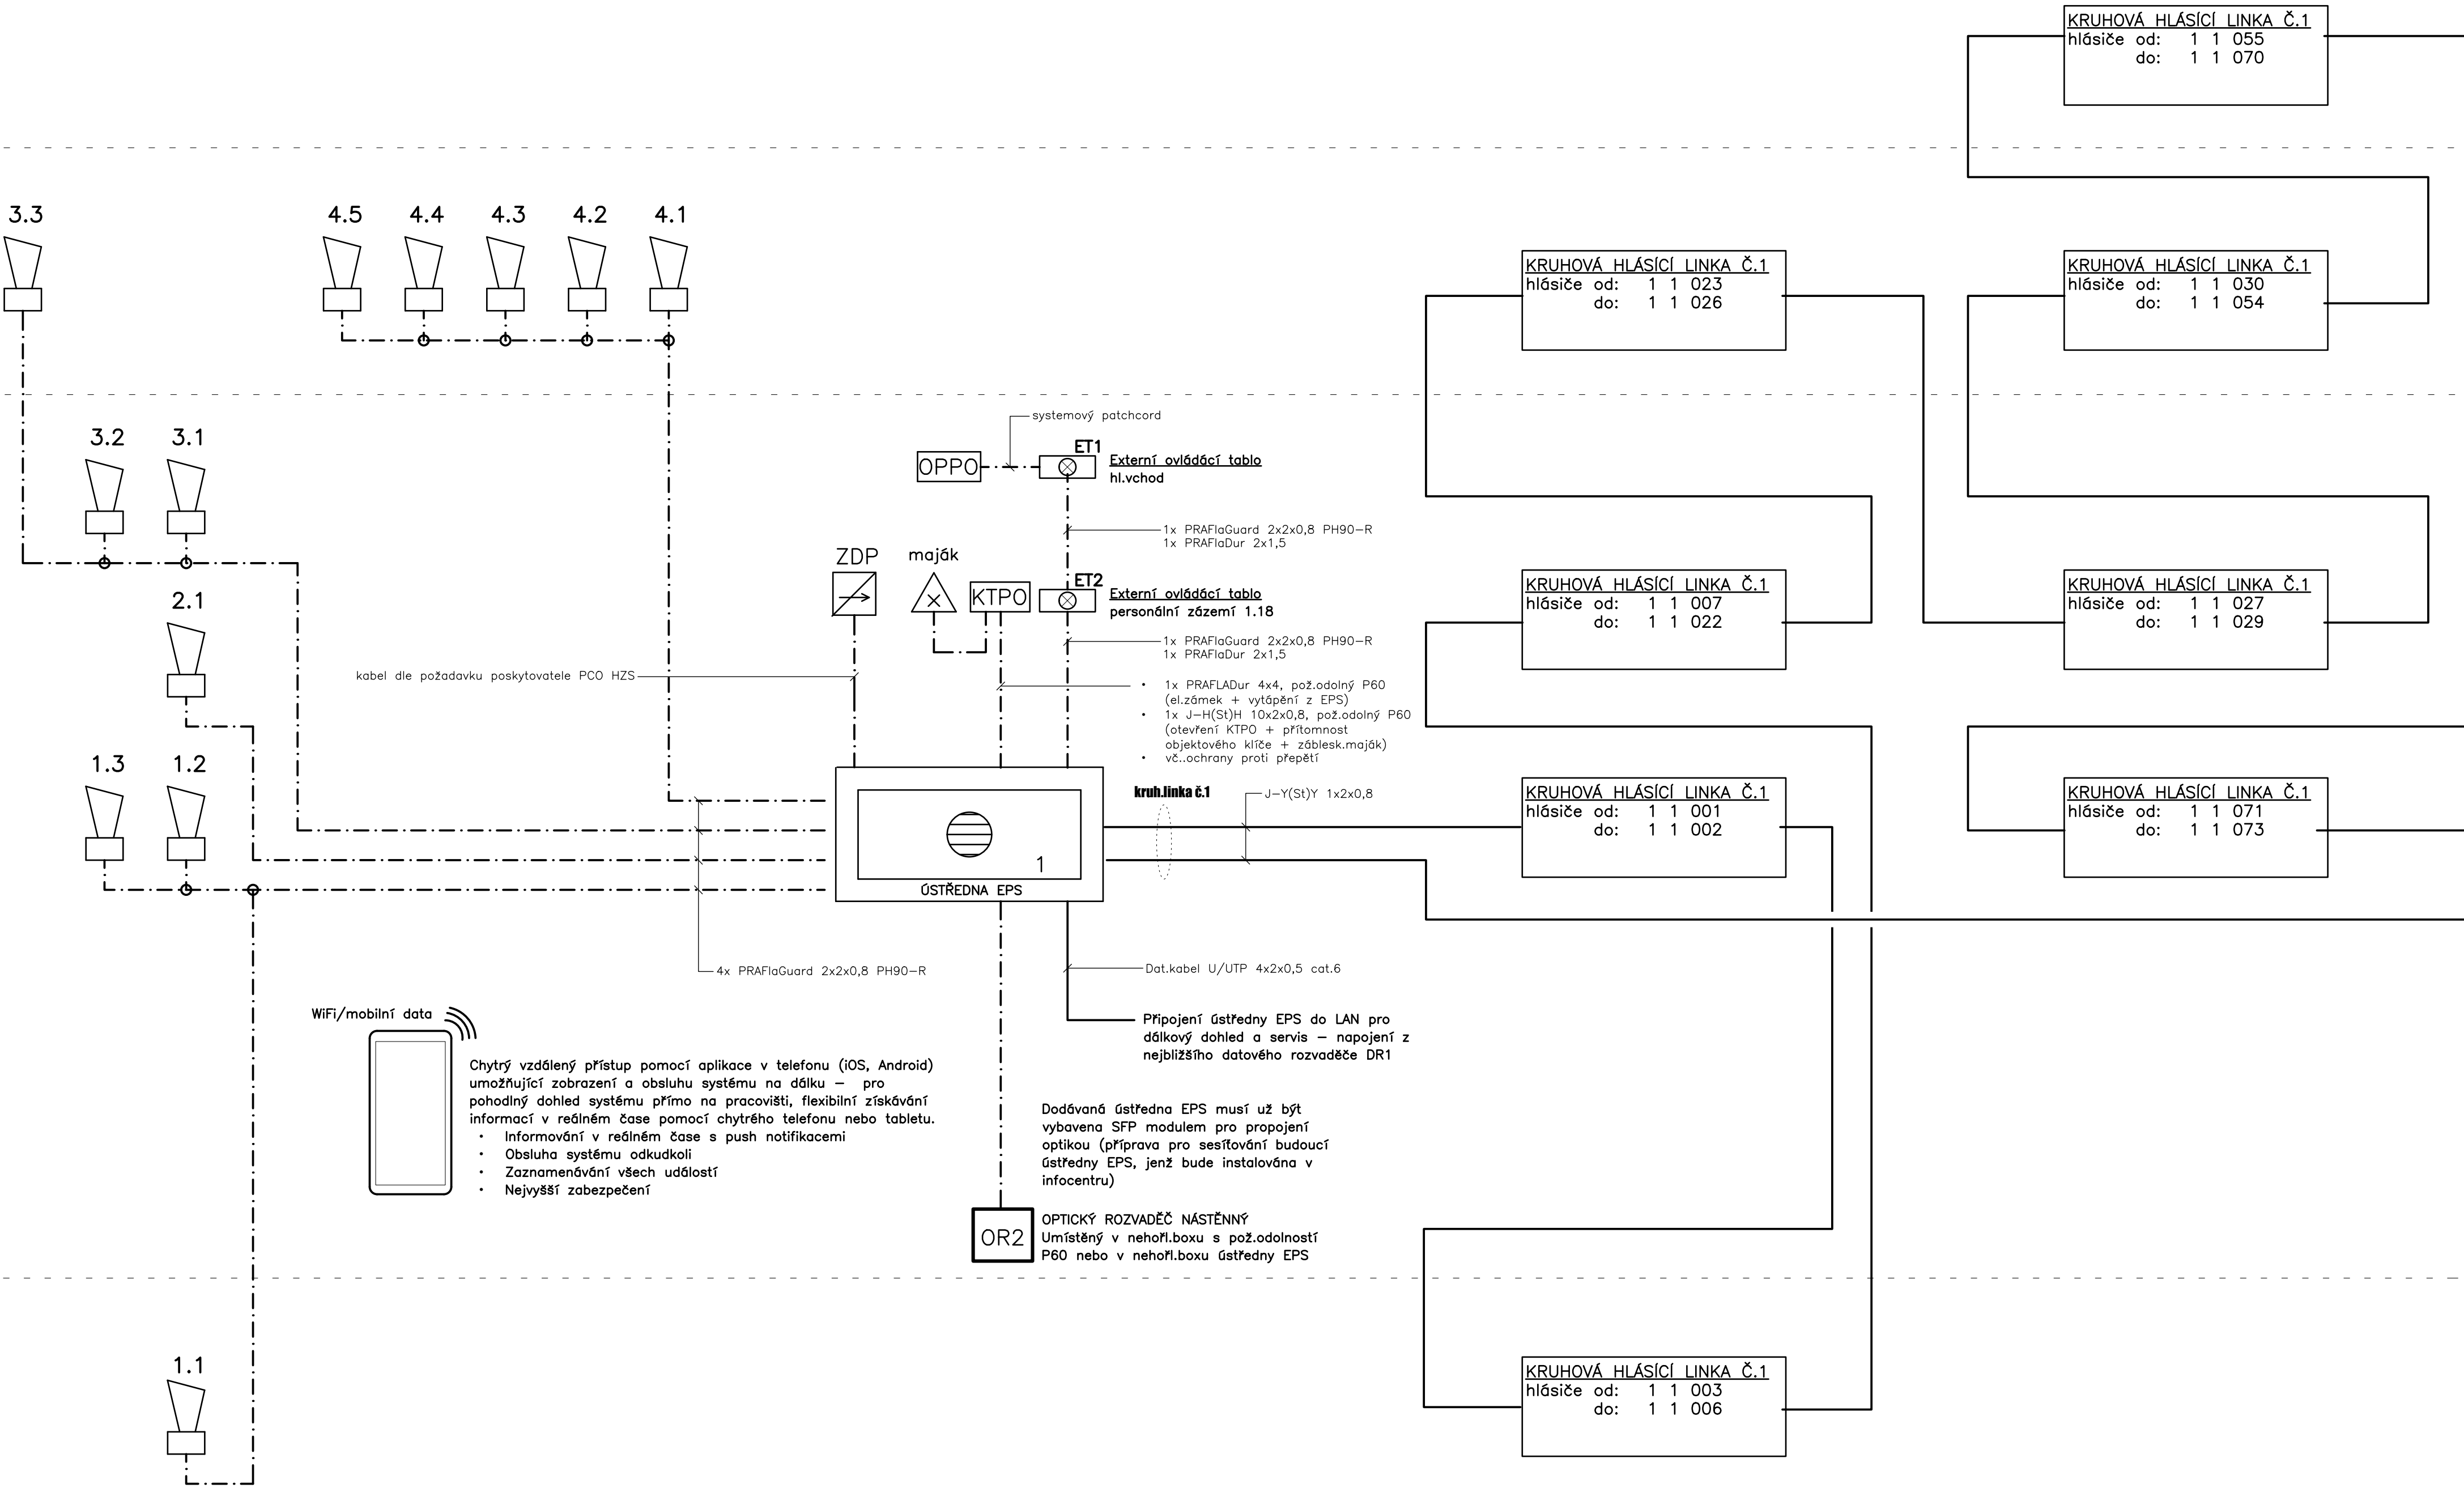 KRUHOVÁ HLÁSÍCÍ LINKA Č.1
hlásiče od: 1 1 055
do: 1 1 070
3.3
4.5
4.4
4.3
4.2
4.1
KRUHOVÁ HLÁSÍCÍ LINKA Č.1
hlásiče od: 1 1 023
do: 1 1 026
KRUHOVÁ HLÁSÍCÍ LINKA Č.1
hlásiče od: 1 1 030
do: 1 1 054
systemový patchcord
3.2
3.1
OPPO
ET1
Externí ovládácí tablo
hl.vchod
1x PRAFlaGuard 2x2x0,8 PH90-R
1x PRAFlaDur 2x1,5
ZDP
maják
KTPO
ET2
Externí ovládácí tablo
personální zázemí 1.18
KRUHOVÁ HLÁSÍCÍ LINKA Č.1
hlásiče od: 1 1 007
do: 1 1 022
KRUHOVÁ HLÁSÍCÍ LINKA Č.1
hlásiče od: 1 1 027
do: 1 1 029
2.1
1x PRAFlaGuard 2x2x0,8 PH90-R
1x PRAFlaDur 2x1,5
kabel dle požadavku poskytovatele PCO HZS
• 1x PRAFLADur 4x4, pož.odolný P60
(el.zámek + vytápění z EPS)
• 1x J-H(St)H 10x2x0,8, pož.odolný P60
(otevření KTPO + přítomnost
objektového klíče + záblesk.maják)
• vč..ochrany proti přepětí
1.3
1.2
kruh.linka č.1
J-Y(St)Y 1x2x0,8
1
ÚSTŘEDNA EPS
KRUHOVÁ HLÁSÍCÍ LINKA Č.1
hlásiče od: 1 1 001
do: 1 1 002
KRUHOVÁ HLÁSÍCÍ LINKA Č.1
hlásiče od: 1 1 071
do: 1 1 073
4x PRAFlaGuard 2x2x0,8 PH90-R
Dat.kabel U/UTP 4x2x0,5 cat.6
WiFi/mobilní data
Připojení ústředny EPS do LAN pro
dálkový dohled a servis – napojení z
nejbližšího datového rozvaděče DR1
Chytrý vzdálený přístup pomocí aplikace v telefonu (iOS, Android)
umožňující zobrazení a obsluhu systému na dálku – pro
pohodlný dohled systému přímo na pracovišti, flexibilní získávání
informací v reálném čase pomocí chytrého telefonu nebo tabletu.
• Informování v reálném čase s push notifikacemi
• Obsluha systému odkudkoli
• Zaznamenávání všech událostí
• Nejvyšší zabezpečení
Dodávaná ústředna EPS musí už být
vybavena SFP modulem pro propojení
optikou (příprava pro sesíťování budoucí
ústředny EPS, jenž bude instalována v
infocentru)
OR2
OPTICKÝ ROZVADĚČ NÁSTĚNNÝ
Umístěný v nehořl.boxu s pož.odolností
P60 nebo v nehořl.boxu ústředny EPS
1.1
KRUHOVÁ HLÁSÍCÍ LINKA Č.1
hlásiče od: 1 1 003
do: 1 1 006